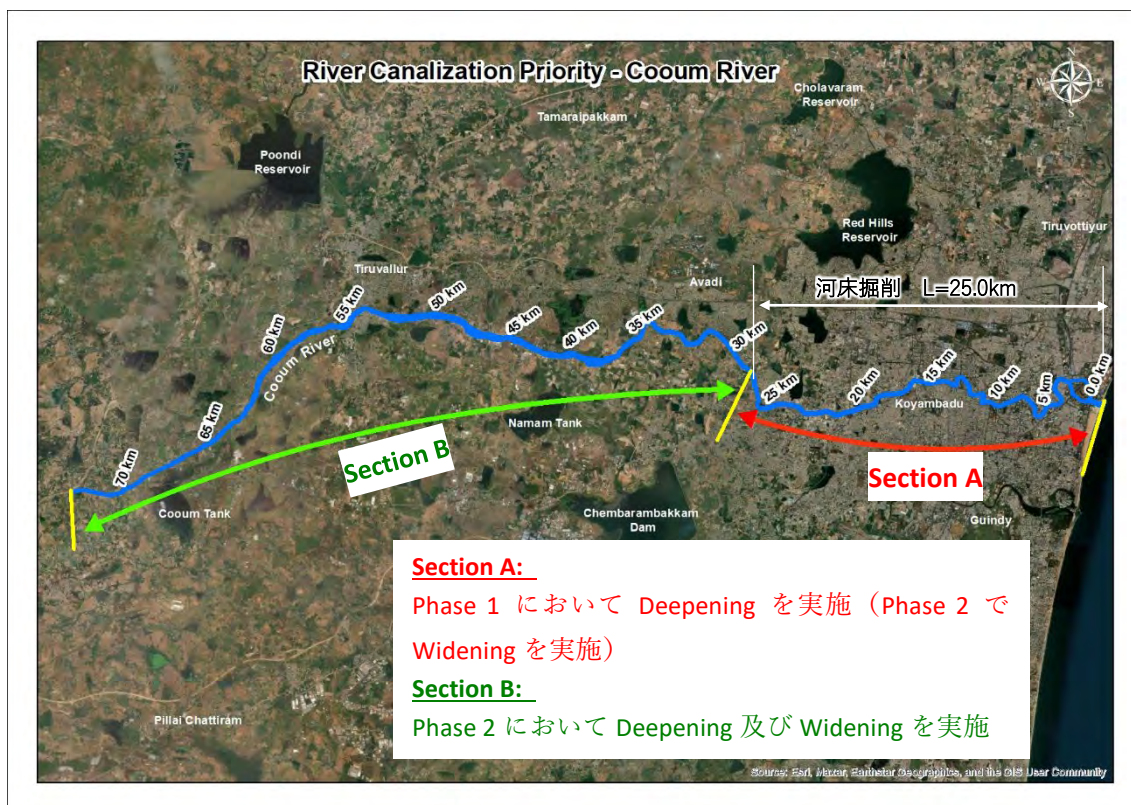 River Canalization Priority - Cooum River
N
W
E
S
Cholavaram
Reservoir
Tamaraipakkam
Poondi
Reservoir
Red Hills
Reservoir
Tiruvottiyur
Tiruvallur
Avadi
河床掘削 L=25.0km
55 km
50 km
45 km
40 km
35 km
30 km
60 km
Cooum River
65 km
70 km
25 km
20 km
15 km
10 km
5 km
0.0 km
Koyambadu
Namam Tank
Section B
Section A
Cooum Tank
Chembarambakkam
Dam
Guindy
Section A:
Phase 1 において Deepening を実施（Phase 2 で
Widening を実施）
Section B:
Phase 2 において Deepening 及び Widening を実施
Pillai Chattiram
Source: Esri, Maxar, Earthstar Geographics, and the GIS User Community